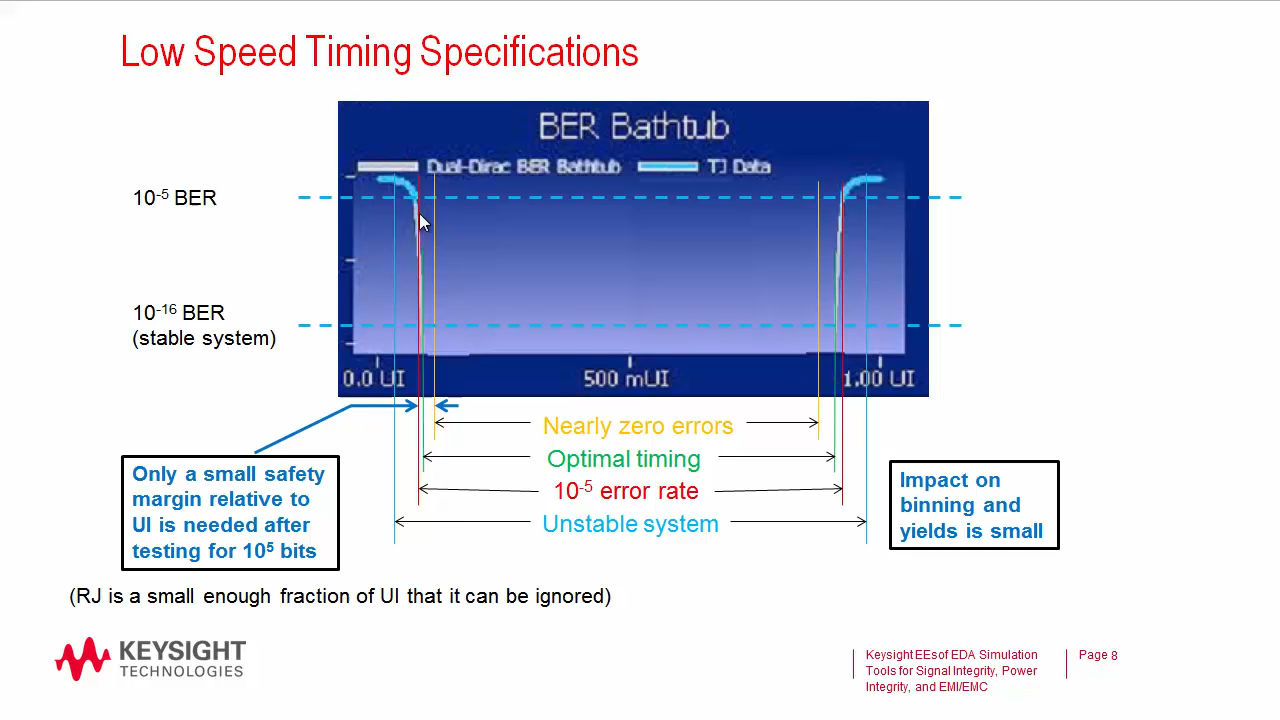 Low Speed Timing Specifications
BER Bathtub
Dual-Dirac BER Bathtub
TJ Data
10-5 BER
10-16 BER
(stable system)
0.0 UI
500 mUI
1.00 UI
Nearly zero errors
Optimal timing
10-5 error rate
Unstable system
Only a small safety
margin relative to
UI is needed after
testing for 105 bits
Impact on
binning and
yields is small
(RJ is a small enough fraction of UI that it can be ignored)
KEYSIGHT
TECHNOLOGIES
Keysight EEsof EDA Simulation
Tools for Signal Integrity, Power
Integrity, and EMI/EMC
Page 8